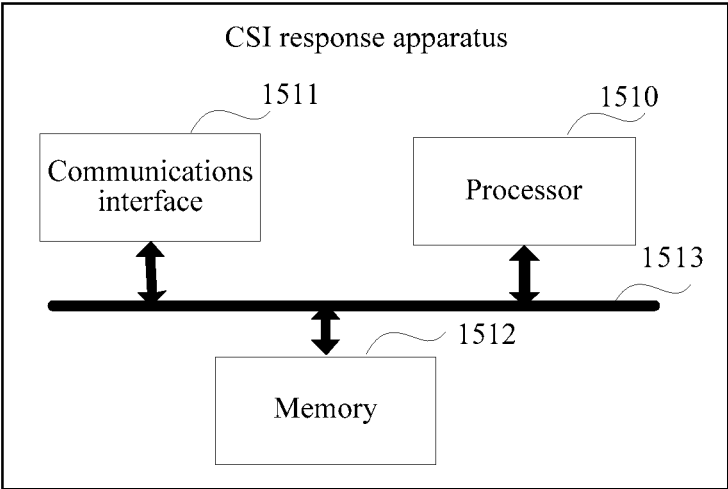 CSI response apparatus
1511
1510
Communications
interface
Processor
1513
1512
Memory